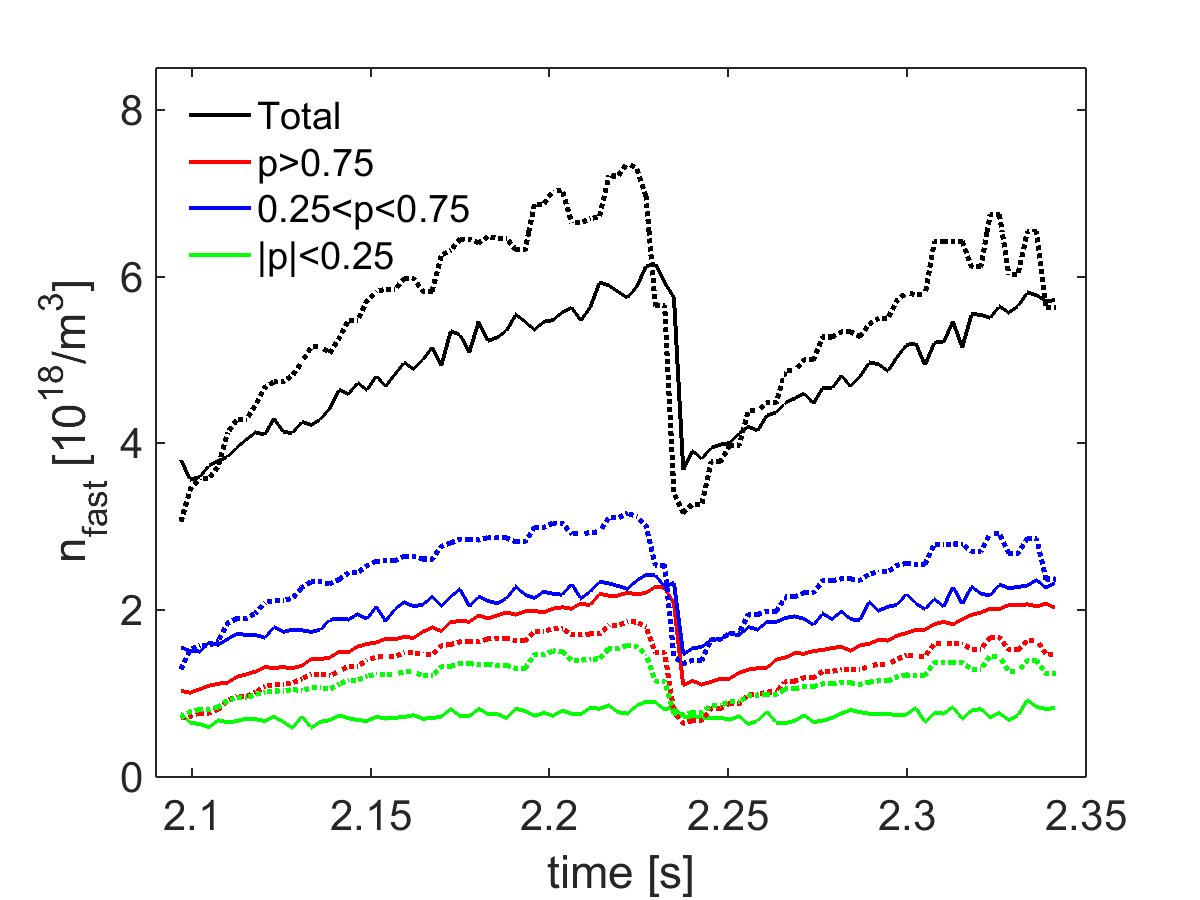 8
6
4
2
0
Total
p>0.75
0.25<p<0.75
|p|<0.25
n_fast [10^18/m^3]
2.1 2.15 2.2 2.25 2.3 2.35
time [s]